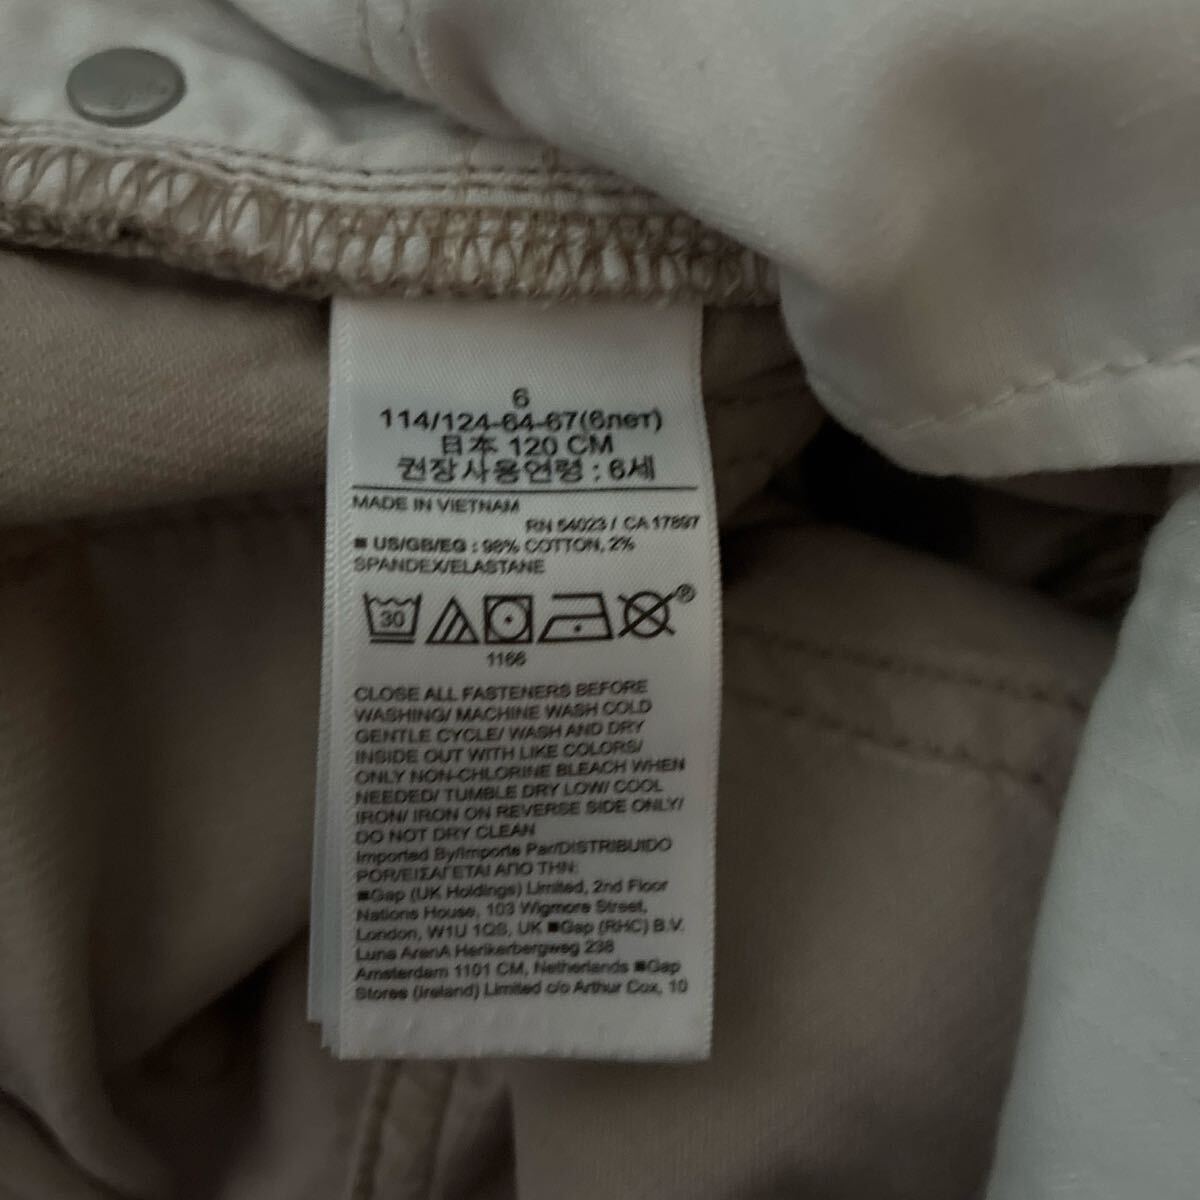 6
114/124-64-67(6лет)
日本 120 CM
권장사용연령 : 6세
MADE IN VIETNAM
RN 54023 / CA 17897
■ US/GB/EG : 98% COTTON, 2%
SPANDEX/ELASTANE
30
®
1166
CLOSE ALL FASTENERS BEFORE
WASHING/ MACHINE WASH COLD
GENTLE CYCLE/ WASH AND DRY
INSIDE OUT WITH LIKE COLORS/
ONLY NON-CHLORINE BLEACH WHEN
NEEDED/ TUMBLE DRY LOW/ COOL
IRON/ IRON ON REVERSE SIDE ONLY/
DO NOT DRY CLEAN
Imported By/Importe Par/DISTRIBUIDO
POR/ΕΙΣΑΓΕΤΑΙ ΑΠΟ ΤΗΝ:
■Gap (UK Holdings) Limited, 2nd Floor
Nations House, 103 Wigmore Street,
London, W1U 1QS, UK ■Gap (RHC) B.V.
Luna ArenA Herikerbergweg 238
Amsterdam 1101 CM, Netherlands ■Gap
Stores (Ireland) Limited c/o Arthur Cox, 10